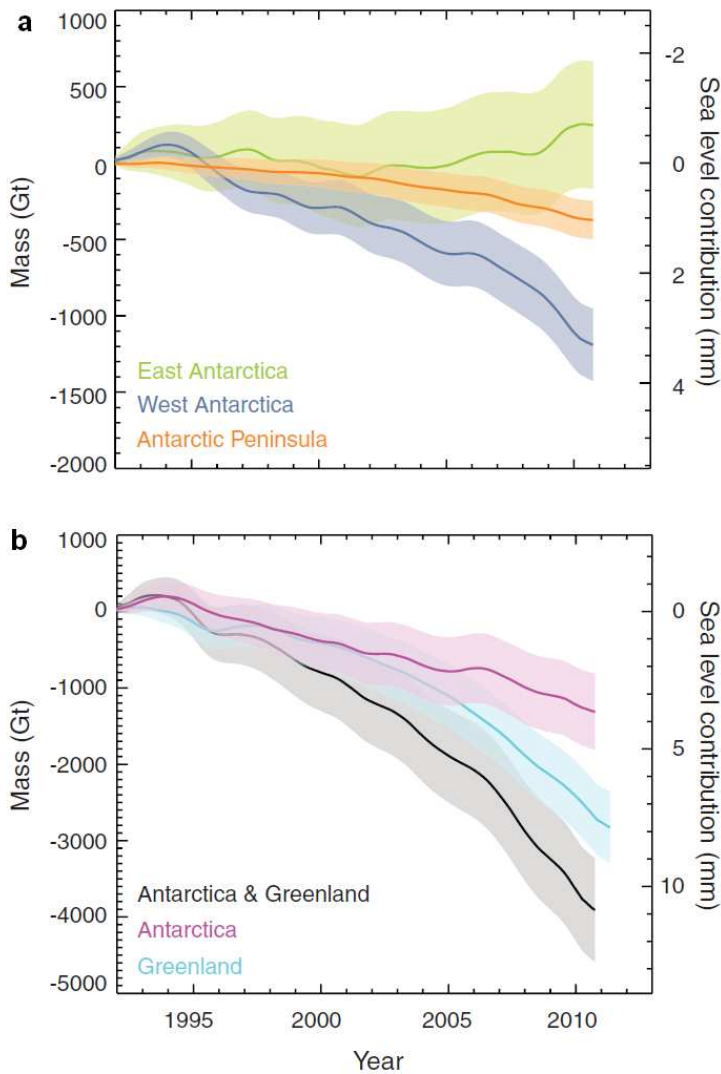 a
1000
500
0
-500
-1000
-1500
-2000
Mass (Gt)
-2
0
2
4
Sea level contribution (mm)
East Antarctica
West Antarctica
Antarctic Peninsula
b
1000
0
-1000
-2000
-3000
-4000
-5000
Mass (Gt)
0
5
10
Sea level contribution (mm)
Antarctica & Greenland
Antarctica
Greenland
1995 2000 2005 2010
Year